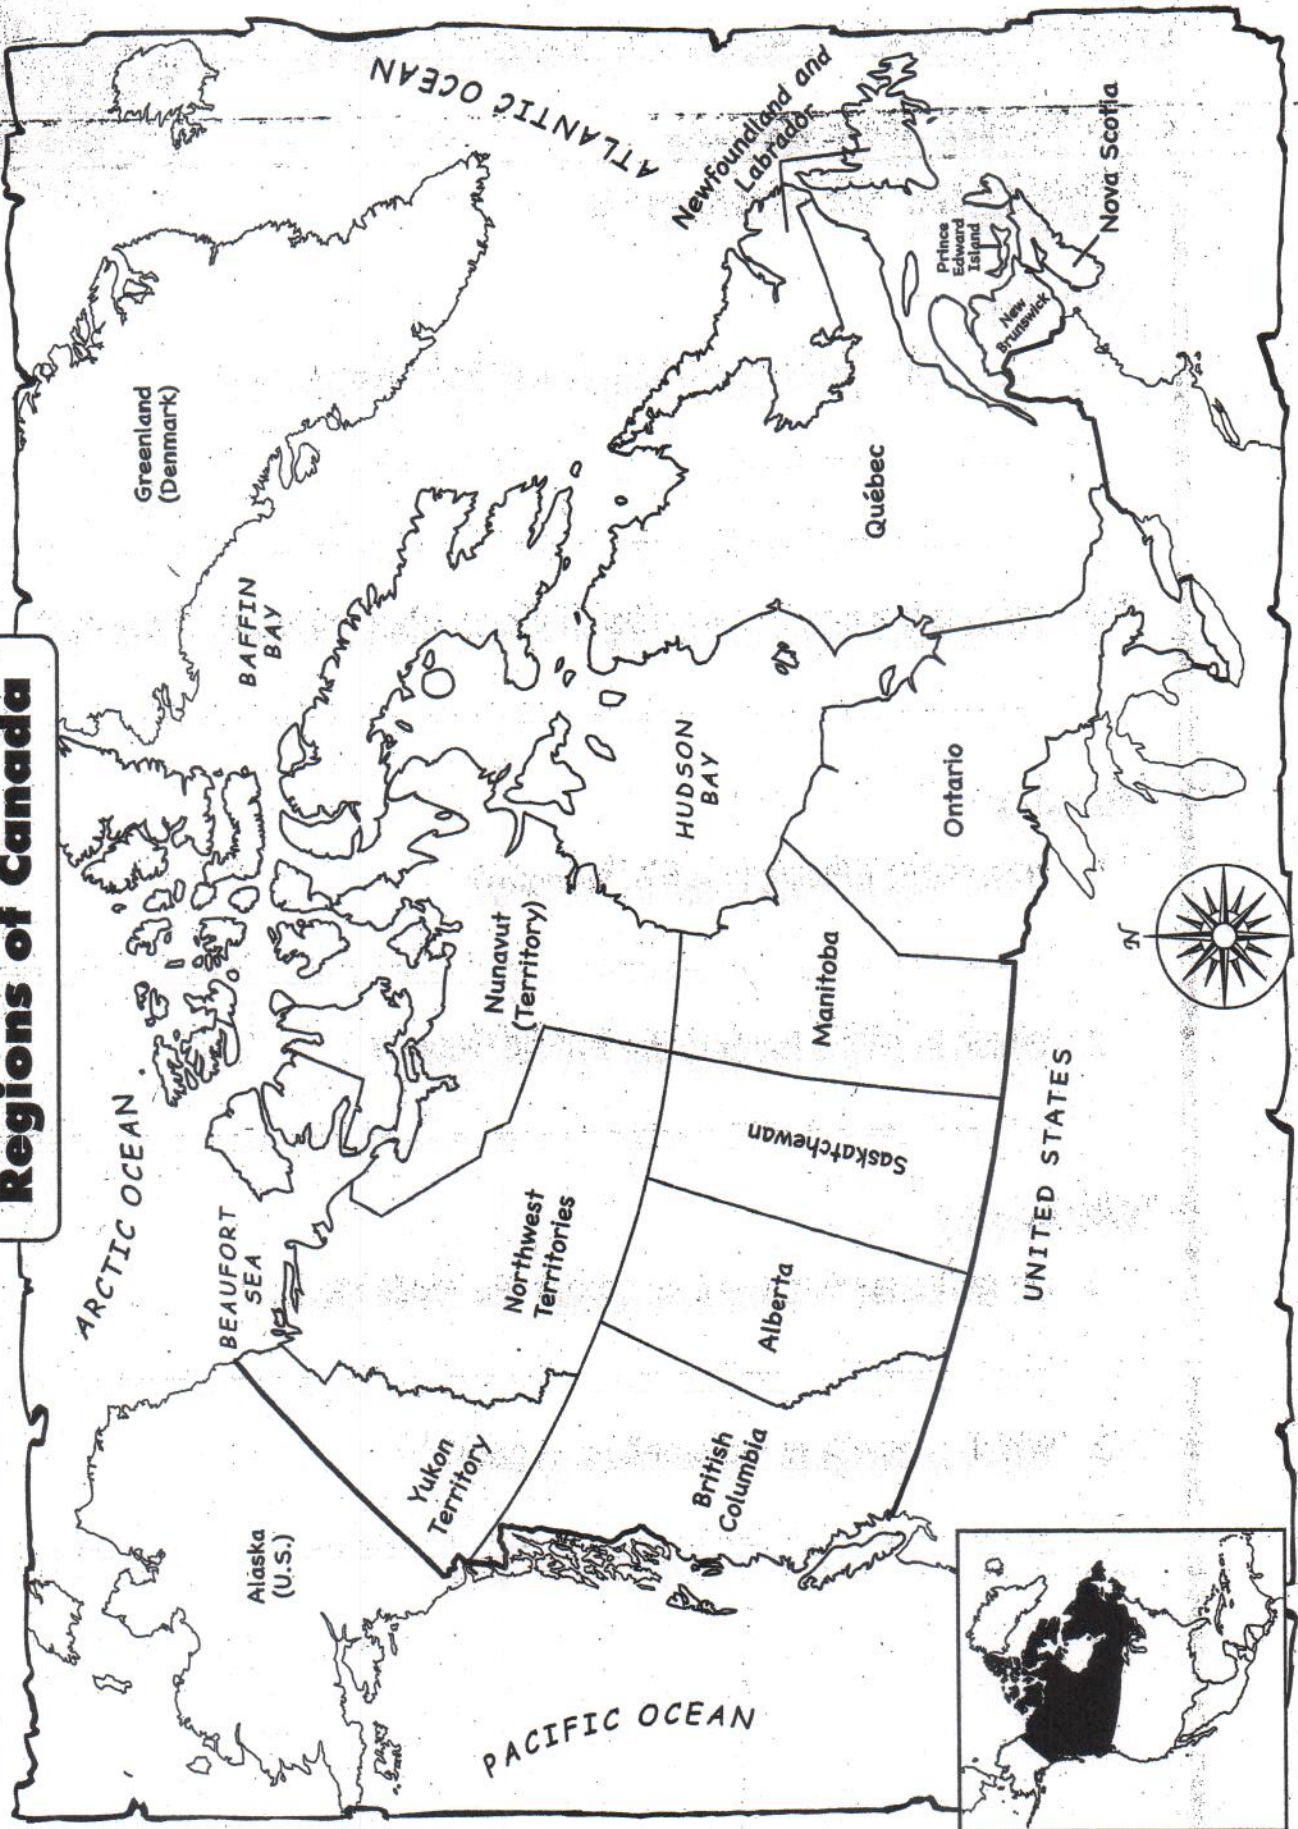 Regions of Canada
ARCTIC OCEAN
BEAUFORT
SEA
BAFFIN
BAY
Greenland
(Denmark)
ATLANTIC OCEAN
Alaska
(U.S.)
Yukon
Territory
Northwest
Territories
Nunavut
(Territory)
HUDSON
BAY
Newfoundland and
Labrador
PACIFIC OCEAN
British
Columbia
Alberta
Saskatchewan
Manitoba
Ontario
Québec
Prince
Edward
Island
New
Brunswick
Nova Scotia
UNITED STATES
N